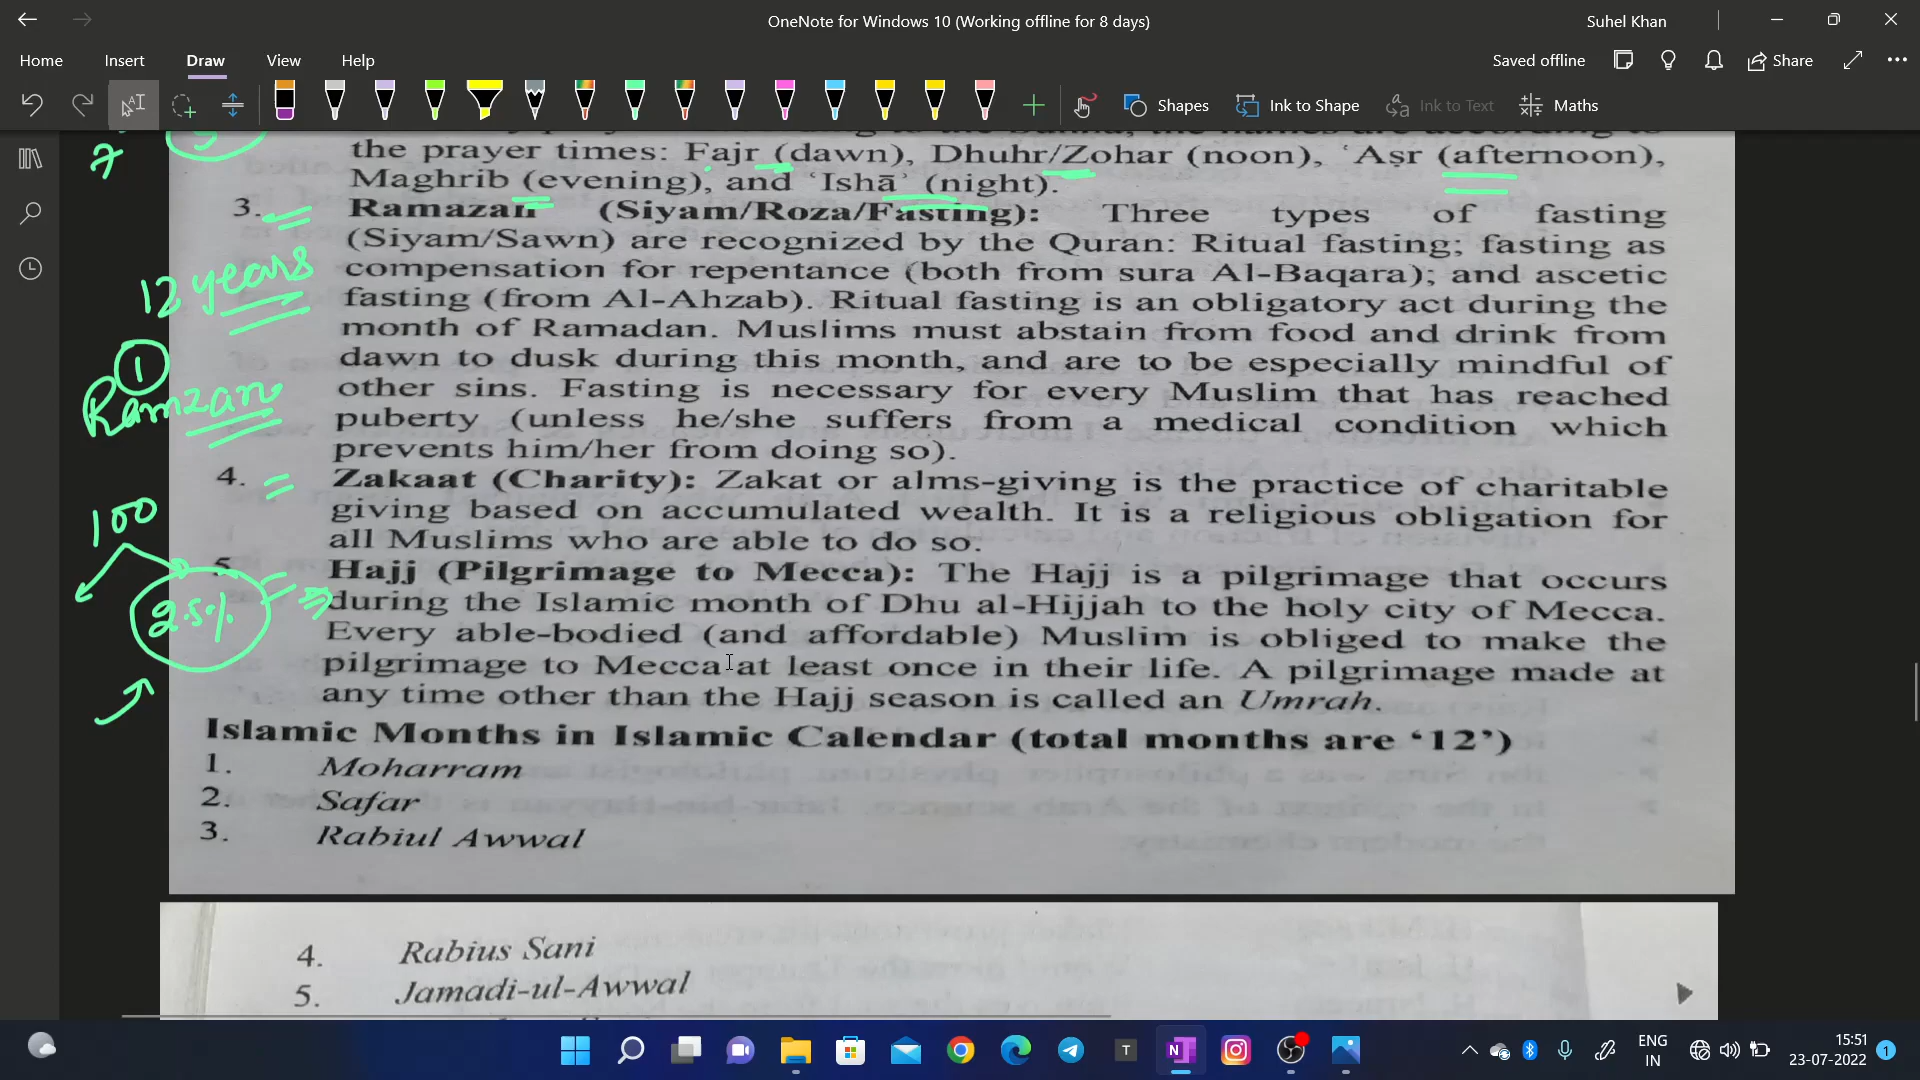 OneNote for Windows 10 (Working offline for 8 days)
Suhel Khan
Home Insert Draw View Help
Saved offline
Share
Shapes
Ink to Shape
Ink to Text
Maths
7
5
the prayer times: Fajr (dawn), Dhuhr/Zohar (noon), ʿAṣr (afternoon),
Maghrib (evening), and ʿIshāʾ (night).
3. Ramazan (Siyam/Roza/Fasting): Three types of fasting
(Siyam/Sawn) are recognized by the Quran: Ritual fasting; fasting as
compensation for repentance (both from sura Al-Baqara); and ascetic
fasting (from Al-Ahzab). Ritual fasting is an obligatory act during the
month of Ramadan. Muslims must abstain from food and drink from
dawn to dusk during this month, and are to be especially mindful of
other sins. Fasting is necessary for every Muslim that has reached
puberty (unless he/she suffers from a medical condition which
prevents him/her from doing so).
12 years
1
Ramzan
4. Zakaat (Charity): Zakat or alms-giving is the practice of charitable
giving based on accumulated wealth. It is a religious obligation for
all Muslims who are able to do so.
100
2.5%
5. Hajj (Pilgrimage to Mecca): The Hajj is a pilgrimage that occurs
during the Islamic month of Dhu al-Hijjah to the holy city of Mecca.
Every able-bodied (and affordable) Muslim is obliged to make the
pilgrimage to Mecca at least once in their life. A pilgrimage made at
any time other than the Hajj season is called an Umrah.
Islamic Months in Islamic Calendar (total months are ‘12’)
1. Moharram
2. Safar
3. Rabiul Awwal
4. Rabius Sani
5. Jamadi-ul-Awwal
T
N
ENG
IN
15:51
23-07-2022
1